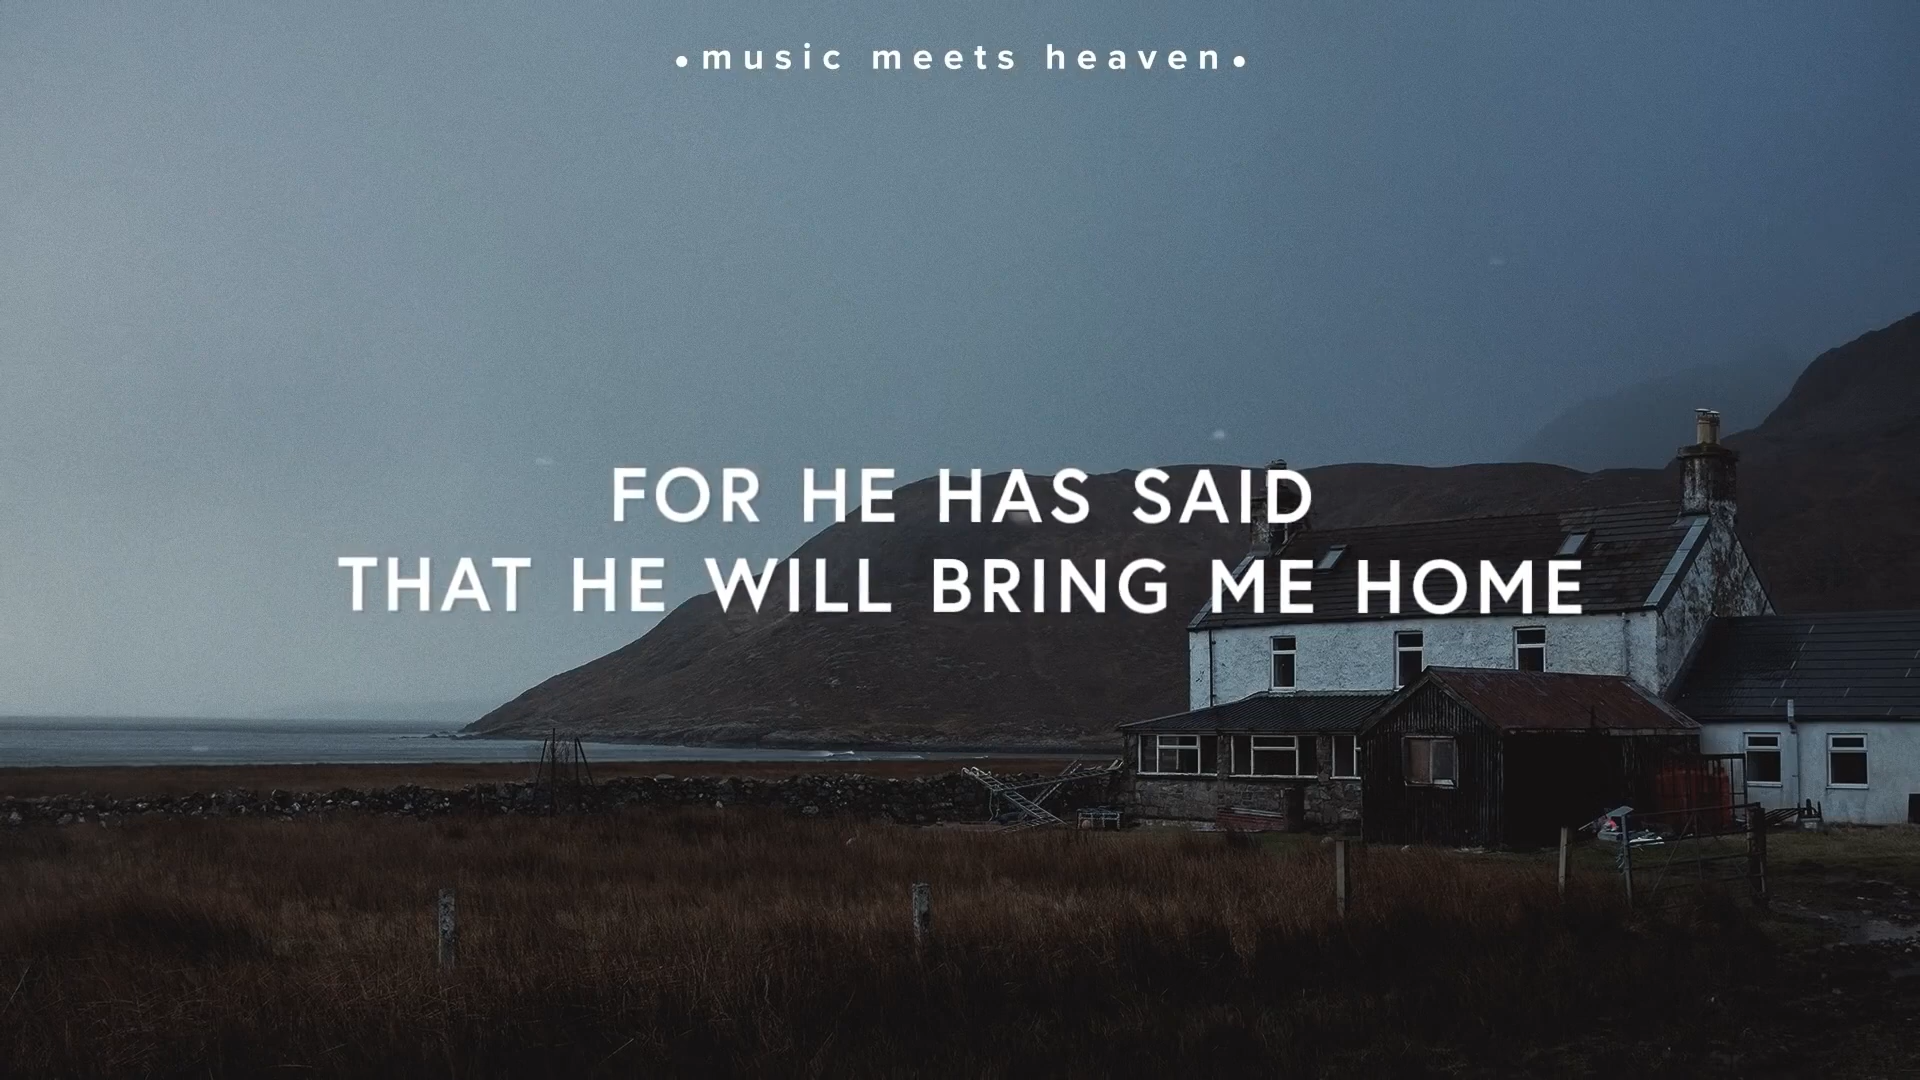 •music meets heaven•
FOR HE HAS SAID
THAT HE WILL BRING ME HOME